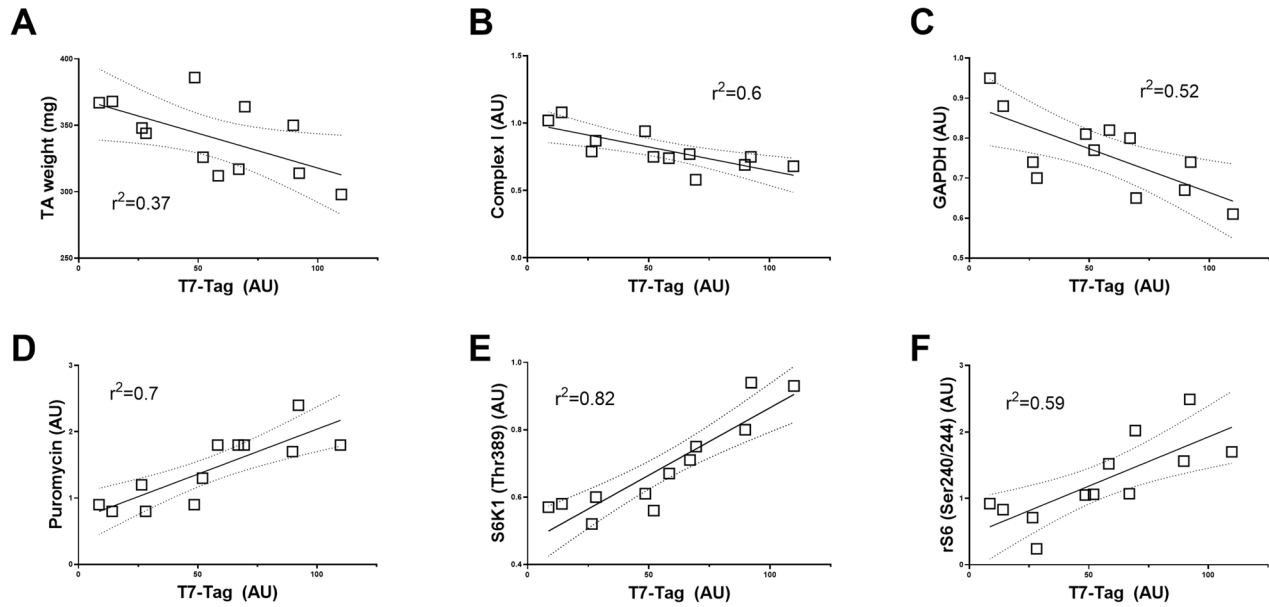 A
TA weight (mg)
400
350
300
250
0
50
100
r²=0.37
T7-Tag (AU)
B
Complex I (AU)
1.5
1.0
0.5
0.0
0
50
100
r²=0.6
T7-Tag (AU)
C
GAPDH (AU)
1.0
0.9
0.8
0.7
0.6
0.5
0
50
100
r²=0.52
T7-Tag (AU)
D
Puromycin (AU)
3
2
1
0
0
50
100
r²=0.7
T7-Tag (AU)
E
S6K1 (Thr389) (AU)
1.0
0.8
0.6
0.4
0
50
100
r²=0.82
T7-Tag (AU)
F
rS6 (Ser240/244) (AU)
3
2
1
0
0
50
100
r²=0.59
T7-Tag (AU)